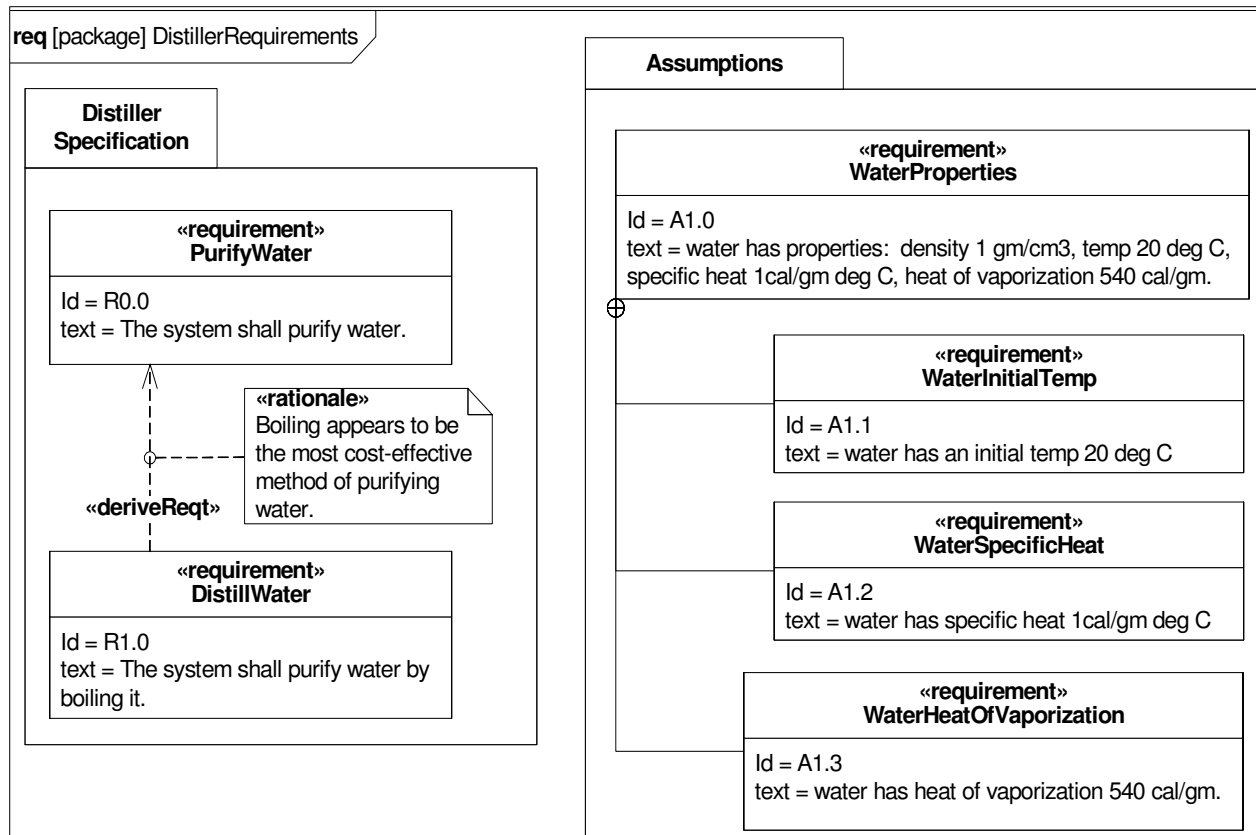 req [package] DistillerRequirements
Distiller
Specification
«requirement»
PurifyWater
Id = R0.0
text = The system shall purify water.
«rationale»
Boiling appears to be
the most cost-effective
method of purifying
water.
«deriveReqt»
«requirement»
DistillWater
Id = R1.0
text = The system shall purify water by
boiling it.
Assumptions
«requirement»
WaterProperties
Id = A1.0
text = water has properties:  density 1 gm/cm3, temp 20 deg C,
specific heat 1cal/gm deg C, heat of vaporization 540 cal/gm.
«requirement»
WaterInitialTemp
Id = A1.1
text = water has an initial temp 20 deg C
«requirement»
WaterSpecificHeat
Id = A1.2
text = water has specific heat 1cal/gm deg C
«requirement»
WaterHeatOfVaporization
Id = A1.3
text = water has heat of vaporization 540 cal/gm.